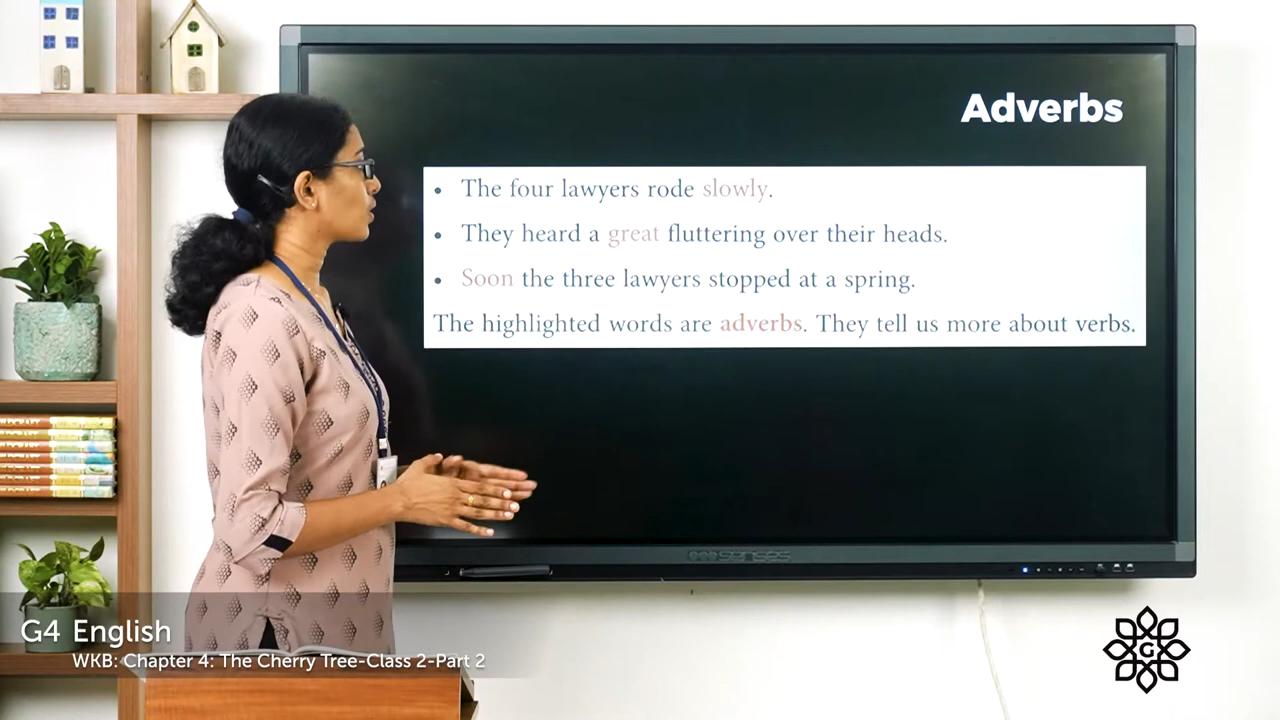 Adverbs
• The four lawyers rode slowly.
• They heard a great fluttering over their heads.
• Soon the three lawyers stopped at a spring.
The highlighted words are adverbs. They tell us more about verbs.
G4 English
WKB: Chapter 4: The Cherry Tree-Class 2-Part 2
G